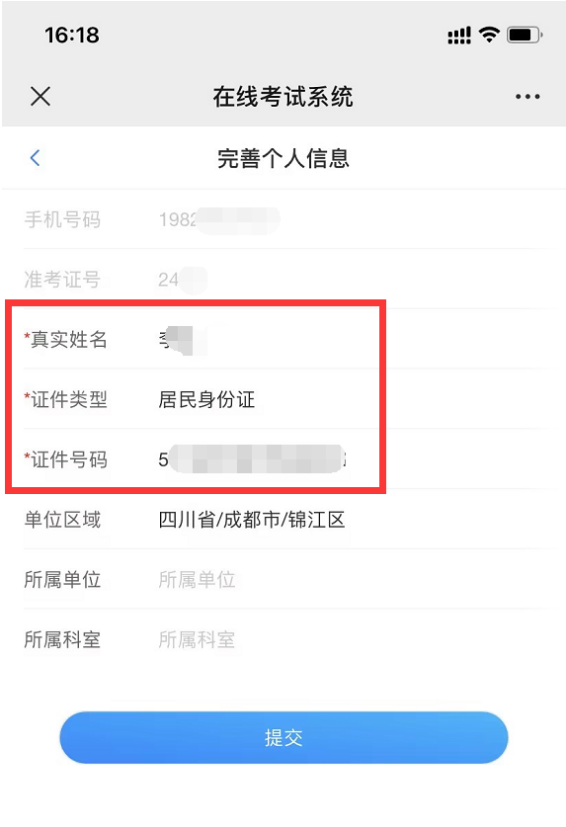 16:18
在线考试系统
完善个人信息
手机号码 198
准考证号 24
*真实姓名
*证件类型 居民身份证
*证件号码 5
单位区域 四川省/成都市/锦江区
所属单位 所属单位
所属科室 所属科室
提交